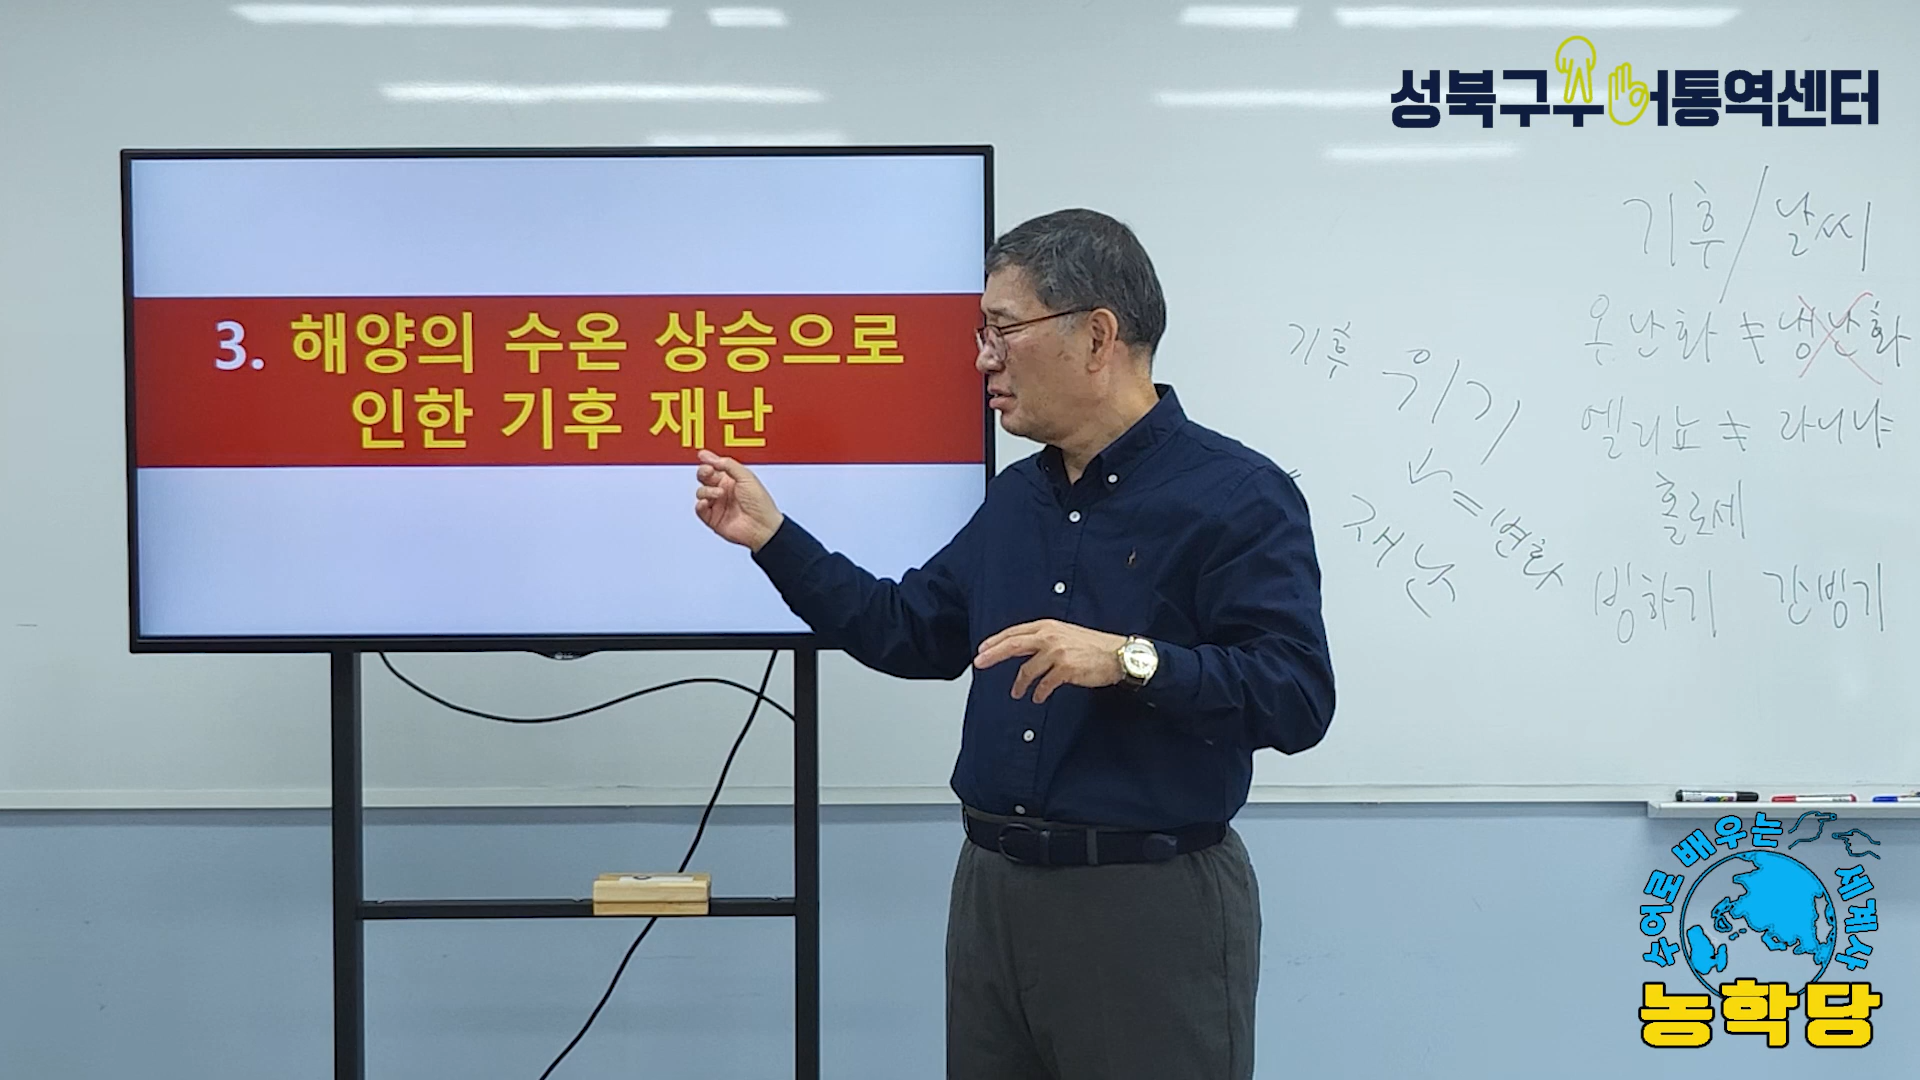 성북구수어통역센터
3. 해양의 수온 상승으로
인한 기후 재난
기후/날씨
온난화 ≠ 냉난화
엘리뇨 ≠ 라니냐
홀로세
빙하기 간빙기
기후 위기
= 변화
재난
수어로 배우는 세계사
농학당